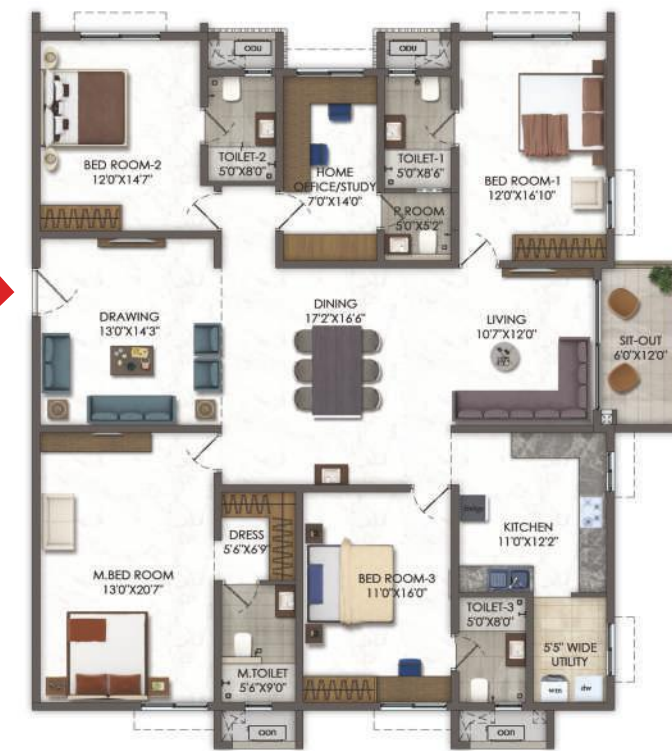 ODU
ODU
BED ROOM-2
12'0"X14'7"
TOILET-2
5'0"X8'0"
HOME
OFFICE/STUDY
7'0"X14'0"
TOILET-1
5'0"X8'6"
BED ROOM-1
12'0"X16'10"
P.ROOM
5'0"X5'2"
DRAWING
13'0"X14'3"
DINING
17'2"X16'6"
LIVING
10'7"X12'0"
SIT-OUT
6'0"X12'0"
M.BED ROOM
13'0"X20'7"
DRESS
5'6"X6'9"
BED ROOM-3
11'0"X16'0"
fridge
KITCHEN
11'0"X12'2"
TOILET-3
5'0"X8'0"
M.TOILET
5'6"X9'0"
5'5" WIDE
UTILITY
wm
dw
ODU
ODU